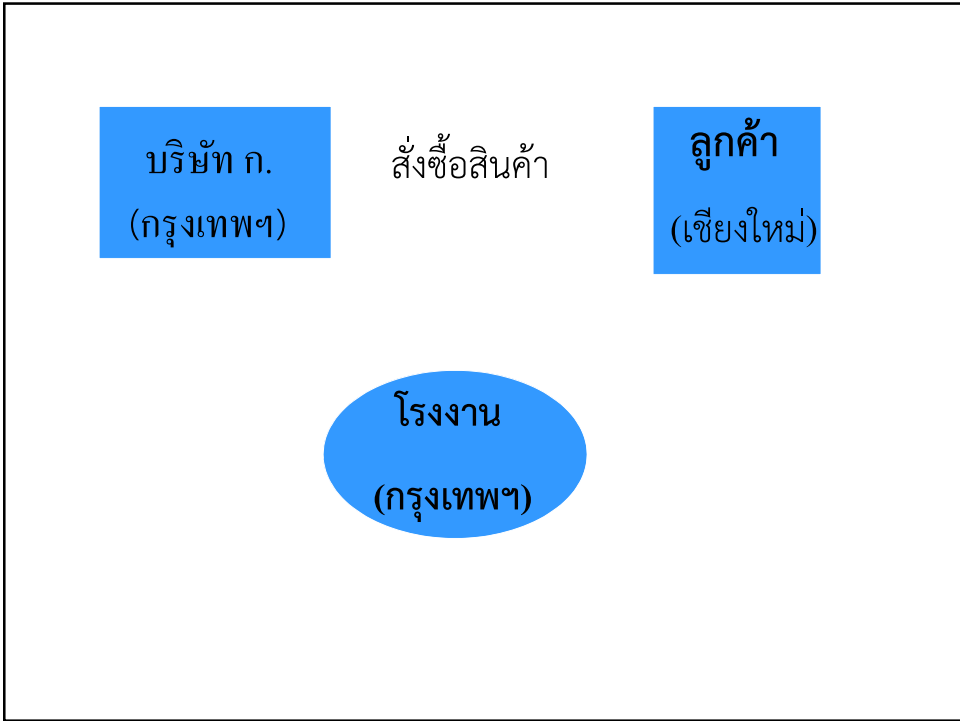 บริษัท ก.
(กรุงเทพฯ)
สั่งซื้อสินค้า
ลูกค้า
(เชียงใหม่)
โรงงาน
(กรุงเทพฯ)